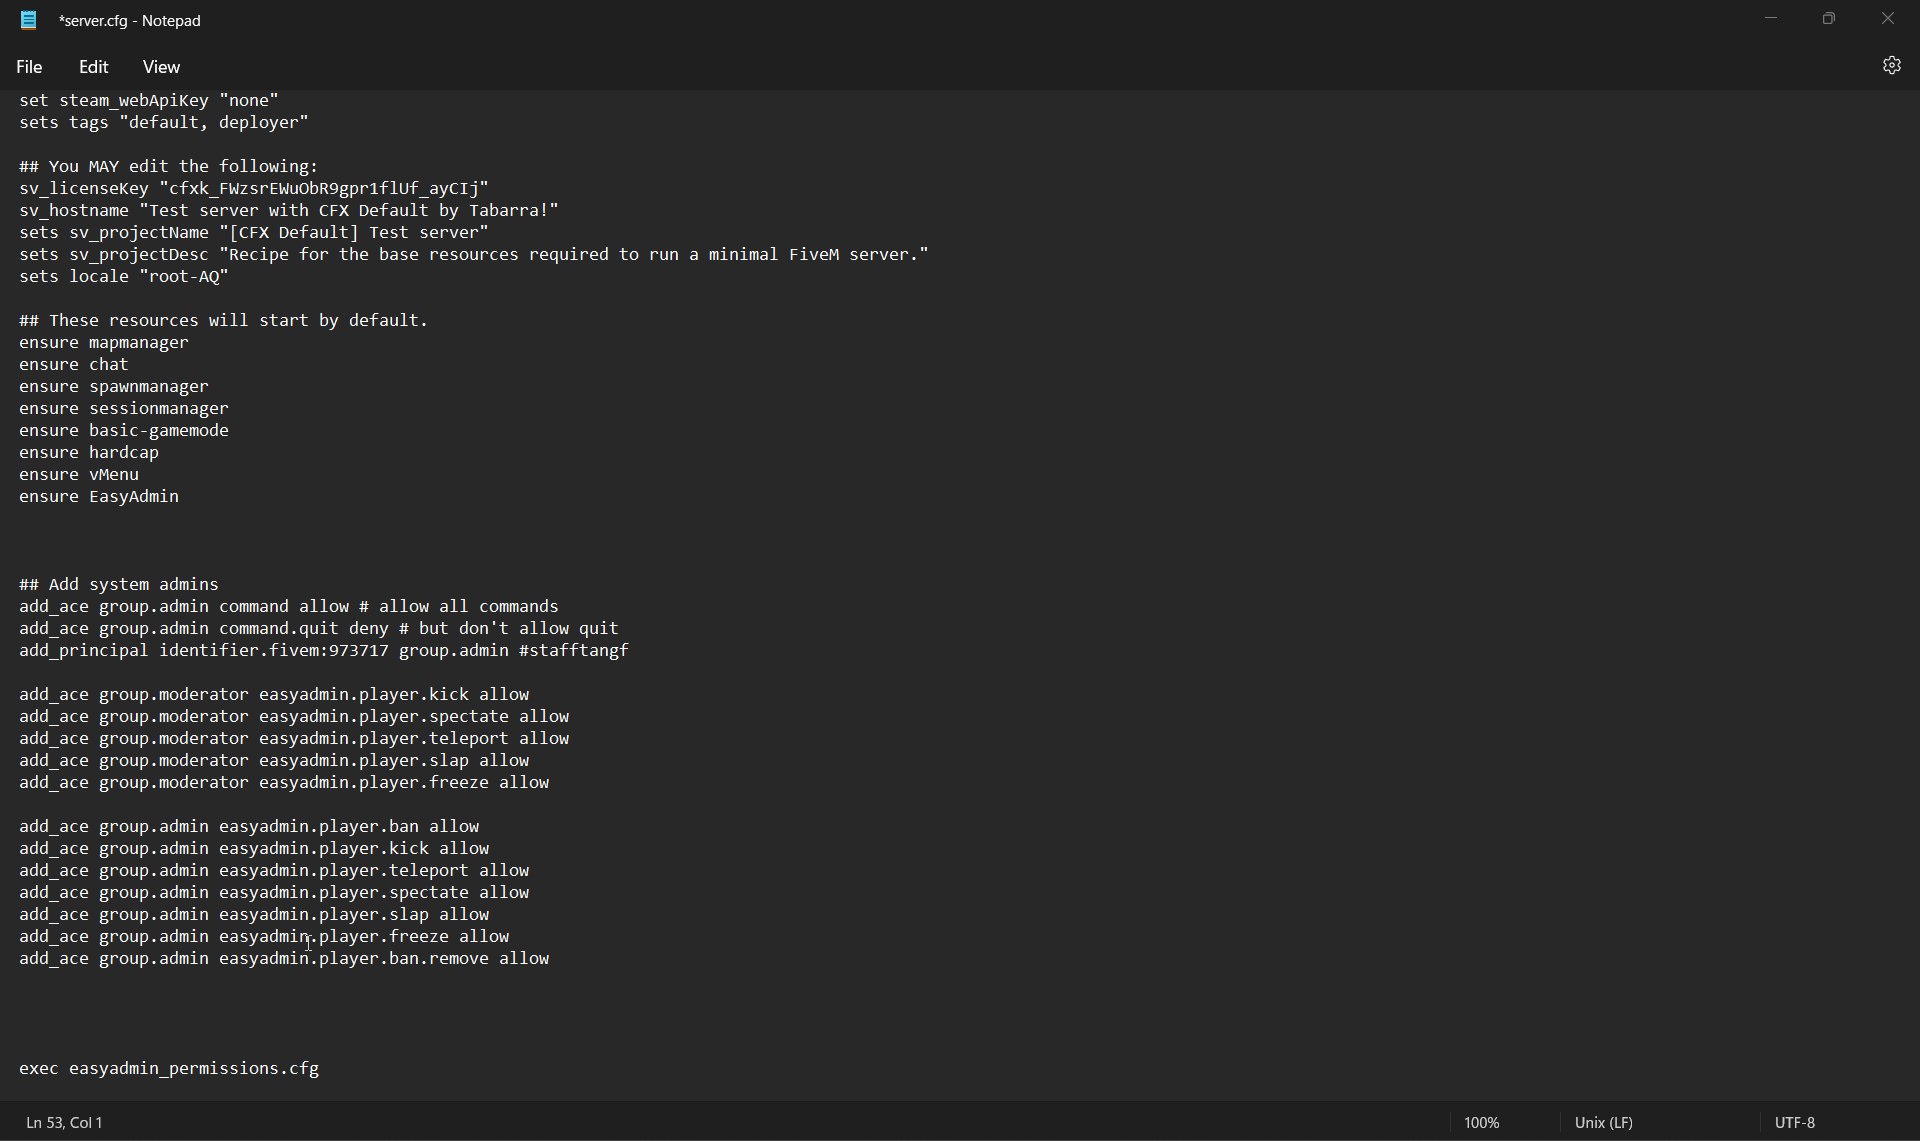 *server.cfg - Notepad
File Edit View
set steam_webApiKey "none"
sets tags "default, deployer"
## You MAY edit the following:
sv_licenseKey "cfxk_FWzsrEWuObR9gpr1flUf_ayCIj"
sv_hostname "Test server with CFX Default by Tabarra!"
sets sv_projectName "[CFX Default] Test server"
sets sv_projectDesc "Recipe for the base resources required to run a minimal FiveM server."
sets locale "root-AQ"
## These resources will start by default.
ensure mapmanager
ensure chat
ensure spawnmanager
ensure sessionmanager
ensure basic-gamemode
ensure hardcap
ensure vMenu
ensure EasyAdmin
## Add system admins
add_ace group.admin command allow # allow all commands
add_ace group.admin command.quit deny # but don't allow quit
add_principal identifier.fivem:973717 group.admin #stafftangf
add_ace group.moderator easyadmin.player.kick allow
add_ace group.moderator easyadmin.player.spectate allow
add_ace group.moderator easyadmin.player.teleport allow
add_ace group.moderator easyadmin.player.slap allow
add_ace group.moderator easyadmin.player.freeze allow
add_ace group.admin easyadmin.player.ban allow
add_ace group.admin easyadmin.player.kick allow
add_ace group.admin easyadmin.player.teleport allow
add_ace group.admin easyadmin.player.spectate allow
add_ace group.admin easyadmin.player.slap allow
add_ace group.admin easyadmin.player.freeze allow
add_ace group.admin easyadmin.player.ban.remove allow
exec easyadmin_permissions.cfg
Ln 53, Col 1 100% Unix (LF) UTF-8